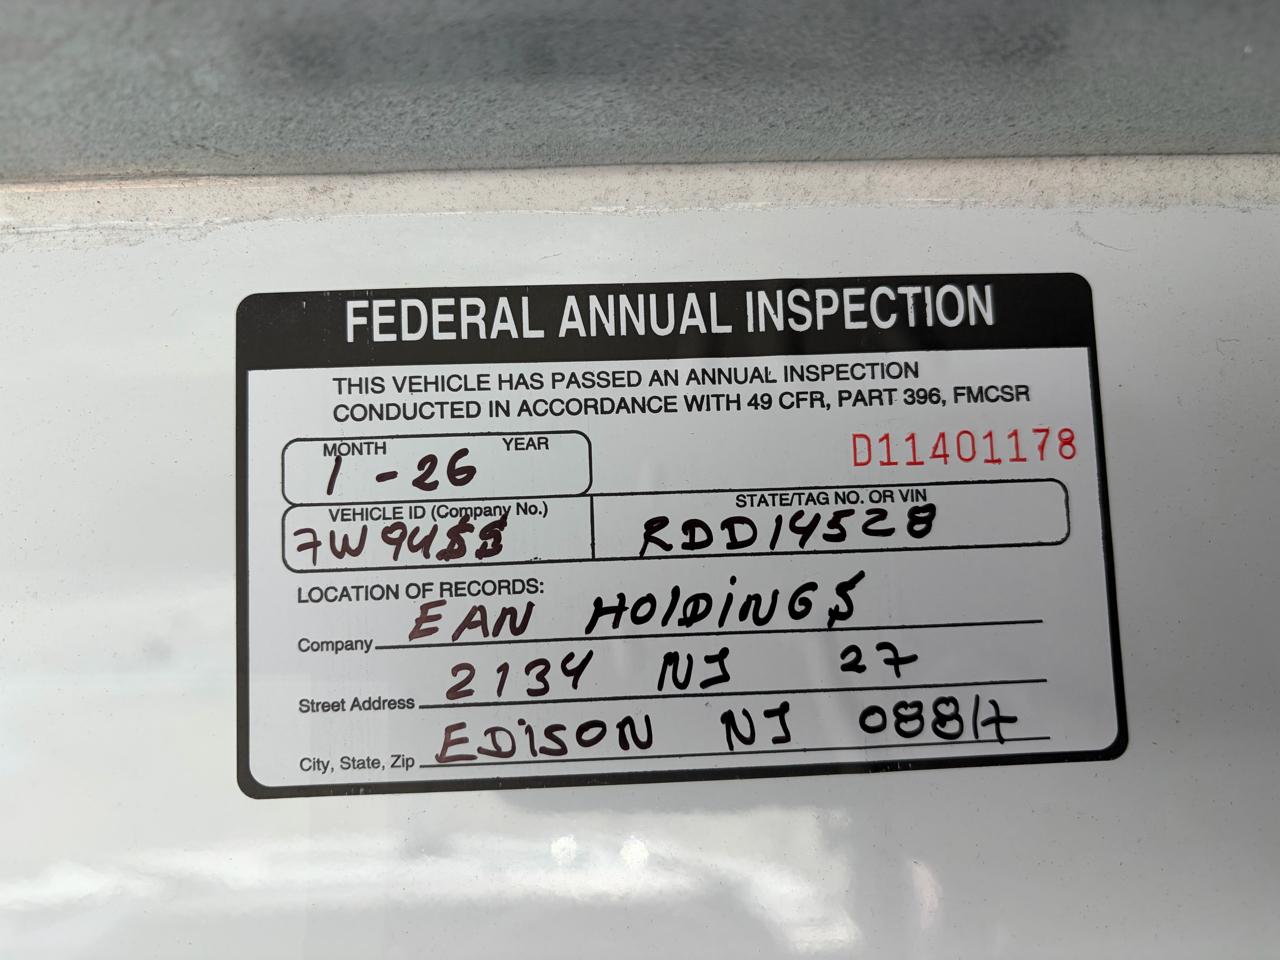 FEDERAL ANNUAL INSPECTION
THIS VEHICLE HAS PASSED AN ANNUAL INSPECTION
CONDUCTED IN ACCORDANCE WITH 49 CFR, PART 396, FMCSR
MONTH YEAR
1 - 26
D11401178
VEHICLE ID (Company No.)
7W94SS
STATE/TAG NO. OR VIN
RDD14528
LOCATION OF RECORDS:
Company EAN HOlDiNGS
Street Address 2134 NJ 27
City, State, Zip EDiSON NJ 08817